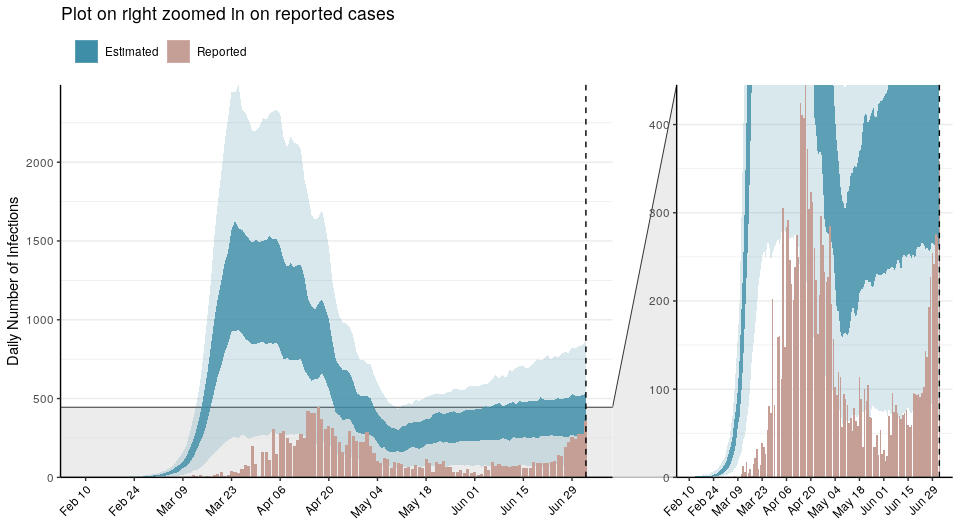 Plot on right zoomed in on reported cases
Estimated Reported
Daily Number of Infections
2000
1500
1000
500
0
Feb 10 Feb 24 Mar 09 Mar 23 Apr 06 Apr 20 May 04 May 18 Jun 01 Jun 15 Jun 29
400
300
200
100
0
Feb 10 Feb 24 Mar 09 Mar 23 Apr 06 Apr 20 May 04 May 18 Jun 01 Jun 15 Jun 29